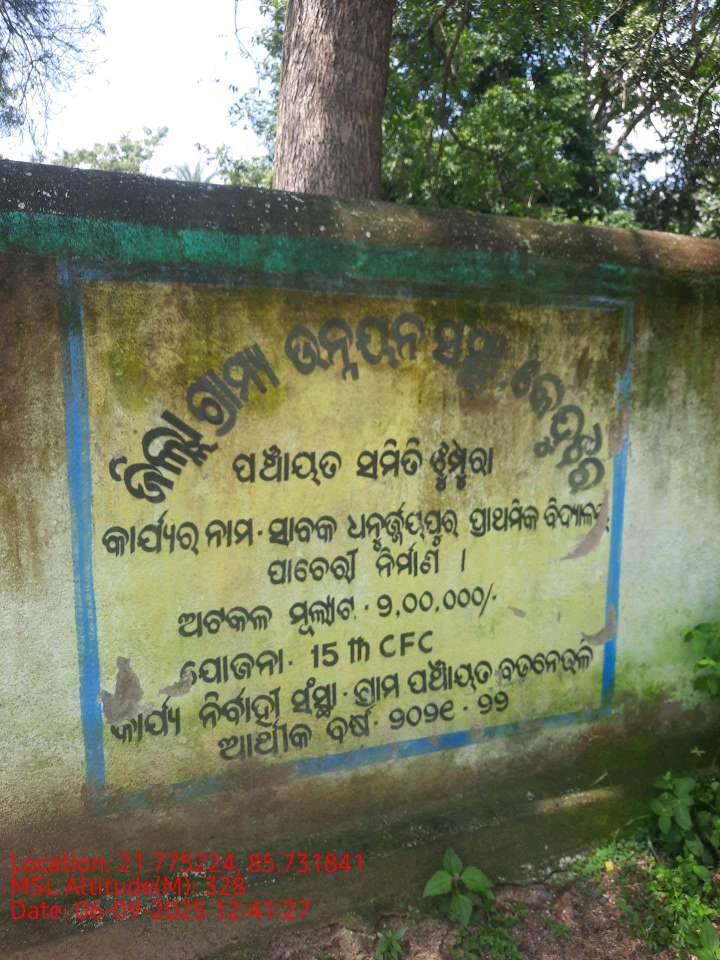 ଜିଲ୍ଲା ଗ୍ରାମ୍ୟ ଉନ୍ନୟନ ସଂସ୍ଥା, କେନ୍ଦୁଝର
ପଞ୍ଚାୟତ ସମିତି ଝୁମ୍ପୁରା
କାର୍ଯ୍ୟର ନାମ - ସାବକ ଧନୁର୍ଜ୍ଜୟପୁର ପ୍ରାଥମିକ ବିଦ୍ୟାଳୟ
ପାଚେରୀ ନିର୍ମାଣ ।
ଅଟକଳ ମୂଲ୍ୟ ଟ - ୨,୦୦,୦୦୦/-
ଯୋଜନା - 15 th CFC
କାର୍ଯ୍ୟ ନିର୍ବାହୀ ସଂସ୍ଥା - ଗ୍ରାମ ପଞ୍ଚାୟତ ବଡନେଉଳି
ଆର୍ଥୀକ ବର୍ଷ - ୨୦୨୧ - ୨୨
Location: 21.775224, 85.731841
MSL Altitude(M): 328
Date: 06-09-2025 12:41:27